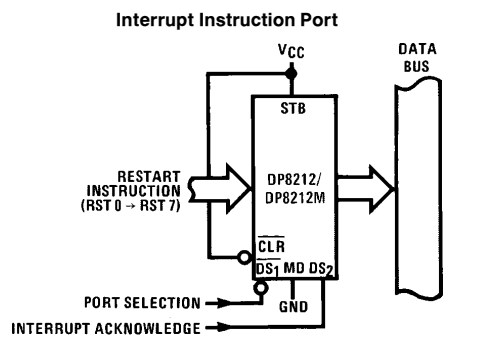 Interrupt Instruction Port
VCC
DATA
BUS
STB
RESTART
INSTRUCTION
(RST 0 → RST 7)
DP8212/
DP8212M
CLR
DS1 MD DS2
PORT SELECTION
GND
INTERRUPT ACKNOWLEDGE